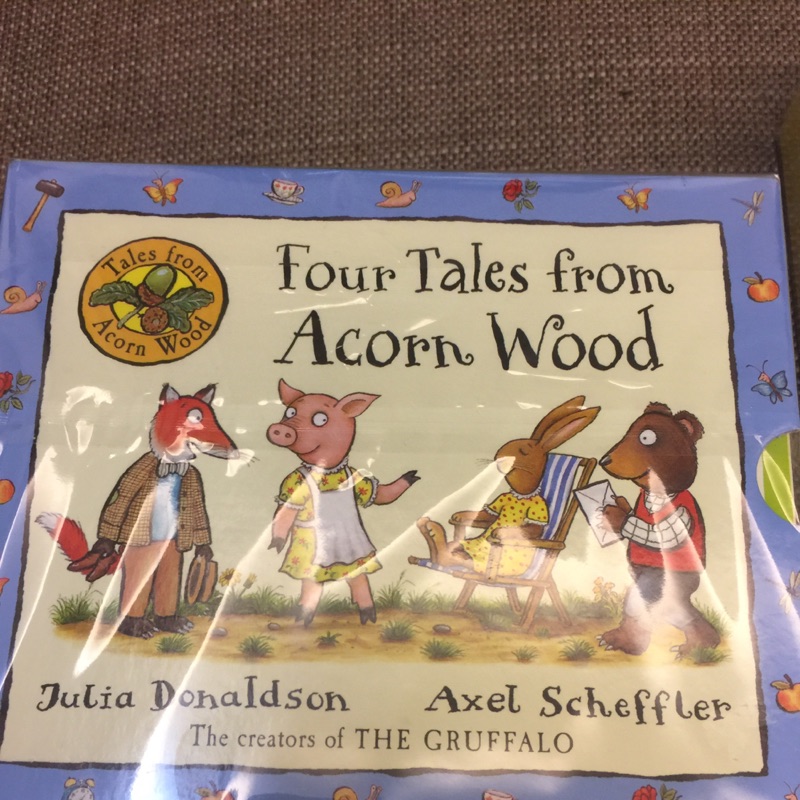 Tales from
Acorn Wood
Four Tales from
Acorn Wood
Julia Donaldson
Axel Scheffler
The creators of THE GRUFFALO